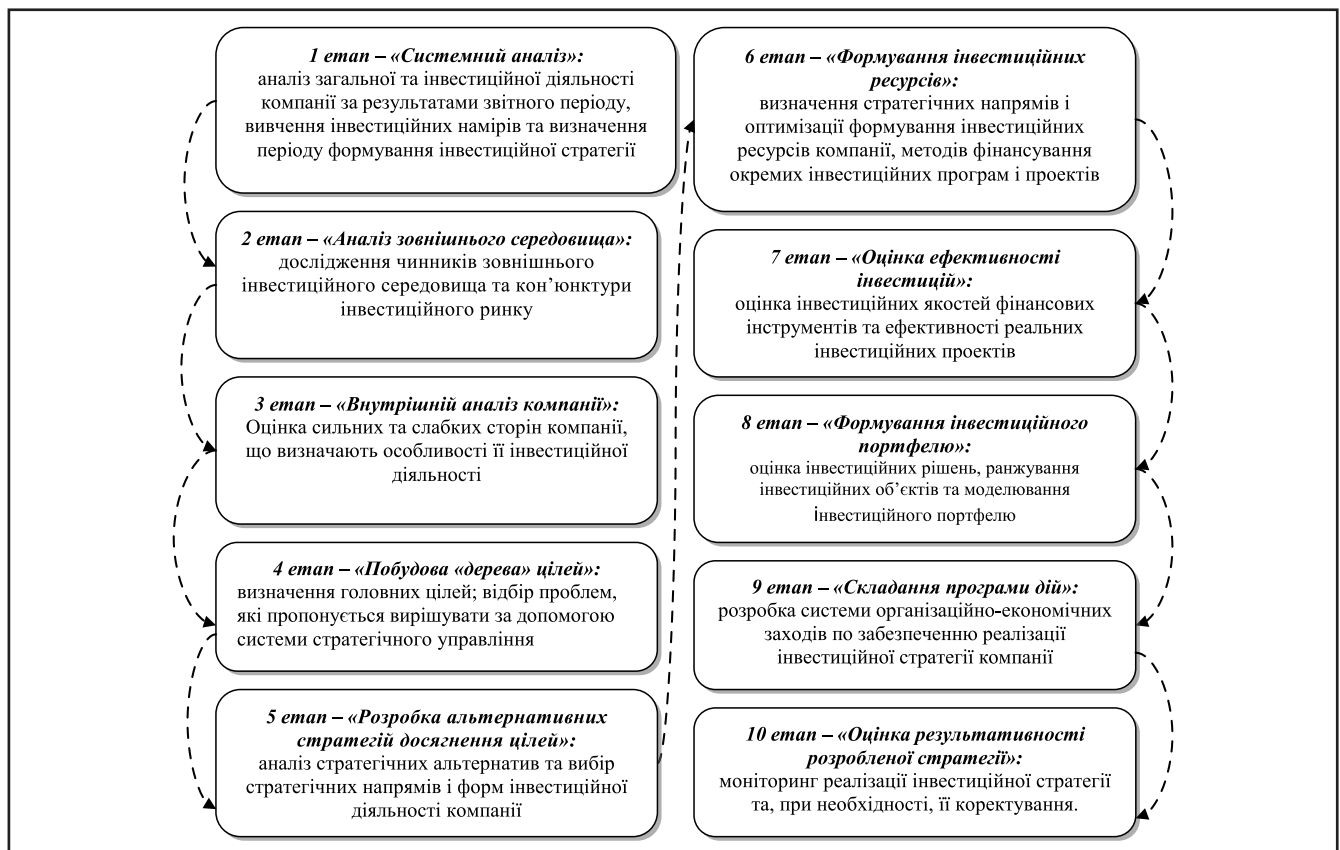 1 етап – «Системний аналіз»:
аналіз загальної та інвестиційної діяльності
компанії за результатами звітного періоду,
вивчення інвестиційних намірів та визначення
періоду формування інвестиційної стратегії
2 етап – «Аналіз зовнішнього середовища»:
дослідження чинників зовнішнього
інвестиційного середовища та кон’юнктури
інвестиційного ринку
3 етап – «Внутрішній аналіз компанії»:
Оцінка сильних та слабких сторін компанії,
що визначають особливості її інвестиційної
діяльності
4 етап – «Побудова «дерева» цілей»:
визначення головних цілей; відбір проблем,
які пропонується вирішувати за допомогою
системи стратегічного управління
5 етап – «Розробка альтернативних
стратегій досягнення цілей»:
аналіз стратегічних альтернатив та вибір
стратегічних напрямів і форм інвестиційної
діяльності компанії
6 етап – «Формування інвестиційних
ресурсів»:
визначення стратегічних напрямів і
оптимізації формування інвестиційних
ресурсів компанії, методів фінансування
окремих інвестиційних програм і проектів
7 етап – «Оцінка ефективності
інвестицій»:
оцінка інвестиційних якостей фінансових
інструментів та ефективності реальних
інвестиційних проектів
8 етап – «Формування інвестиційного
портфелю»:
оцінка інвестиційних рішень, ранжування
інвестиційних об’єктів та моделювання
інвестиційного портфелю
9 етап – «Складання програми дій»:
розробка системи організаційно-економічних
заходів по забезпеченню реалізації
інвестиційної стратегії компанії
10 етап – «Оцінка результативності
розробленої стратегії»:
моніторинг реалізації інвестиційної стратегії
та, при необхідності, її коректування.